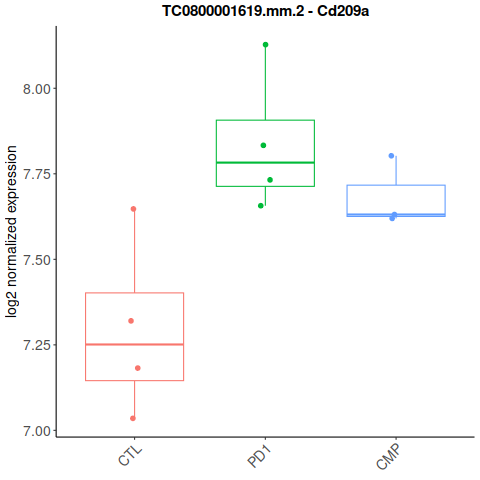 TC0800001619.mm.2 - Cd209a
log2 normalized expression
8.00
7.75
7.50
7.25
7.00
CTL
PD1
CMP